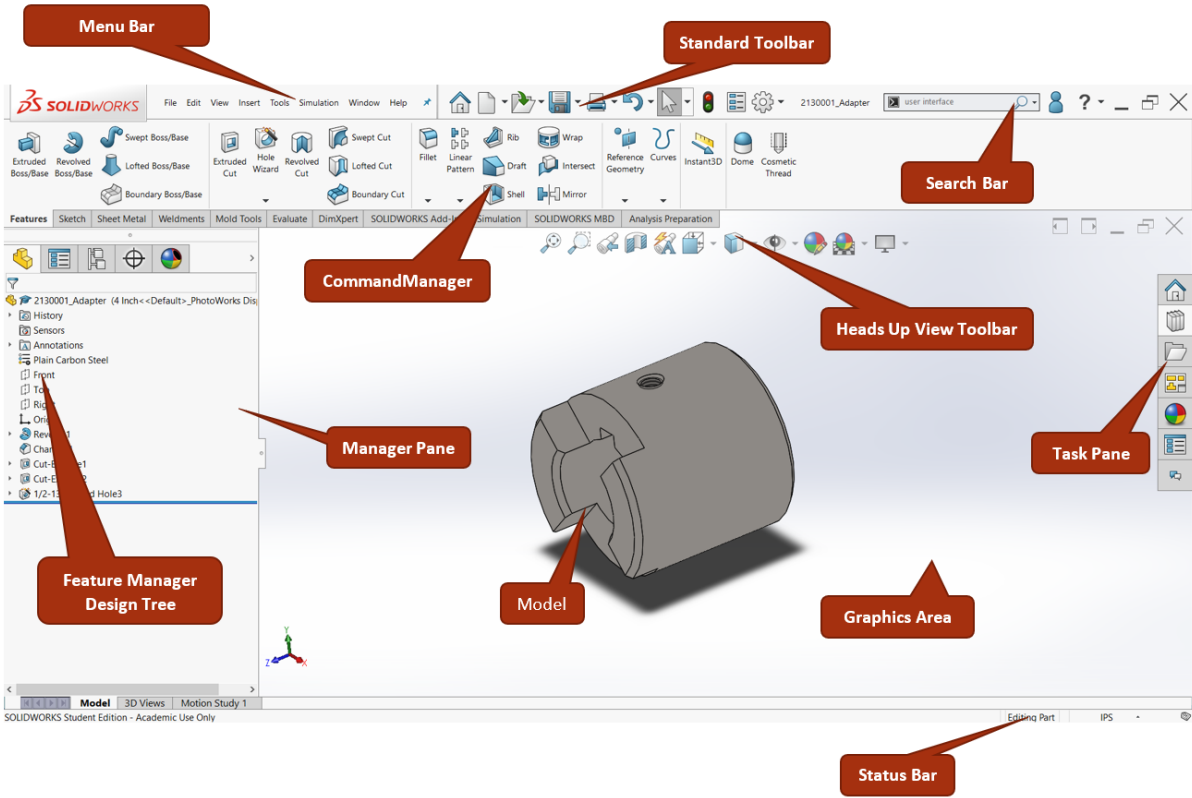 Menu Bar
Standard Toolbar
SOLIDWORKS
File Edit View Insert Tools Simulation Window Help
2130001_Adapter
user interface
Swept Boss/Base
Swept Cut
Rib
Wrap
Extruded Boss/Base
Revolved Boss/Base
Lofted Boss/Base
Extruded Cut
Hole Wizard
Revolved Cut
Lofted Cut
Fillet
Linear Pattern
Draft
Intersect
Reference Geometry
Curves
Instant3D
Dome
Cosmetic Thread
Boundary Boss/Base
Boundary Cut
Shell
Mirror
Search Bar
Features Sketch Sheet Metal Weldments Mold Tools Evaluate DimXpert SOLIDWORKS Simulation SOLIDWORKS MBD Analysis Preparation
CommandManager
Heads Up View Toolbar
2130001_Adapter (4 Inch<<Default>_PhotoWorks
History
Sensors
Annotations
Plain Carbon Steel
Front
Manager Pane
Task Pane
Hole3
Feature Manager
Design Tree
Model
Graphics Area
Y
Z X
Model 3D Views Motion Study 1
SOLIDWORKS Student Edition - Academic Use Only
Editing Part IPS
Status Bar